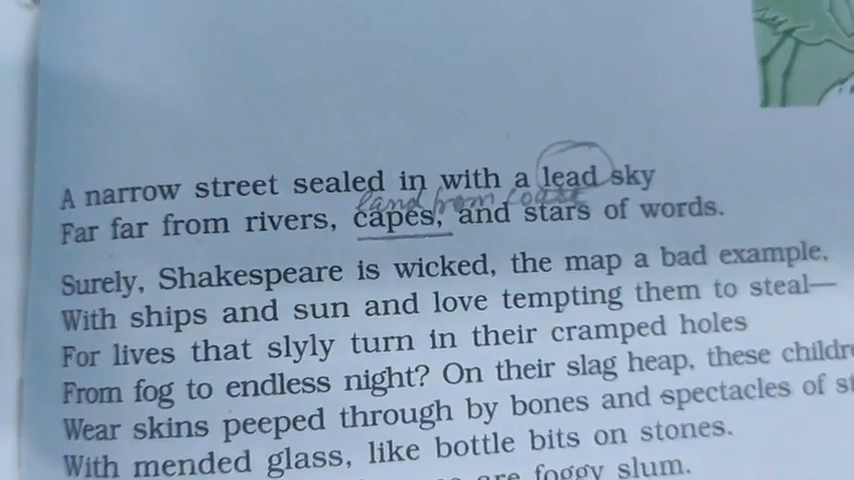 A narrow street sealed in with a lead sky
land from coast
Far far from rivers, capes, and stars of words.
Surely, Shakespeare is wicked, the map a bad example,
With ships and sun and love tempting them to steal—
For lives that slyly turn in their cramped holes
From fog to endless night? On their slag heap, these
Wear skins peeped through by bones and spectacles of
With mended glass, like bottle bits on stones.
are foggy slum.